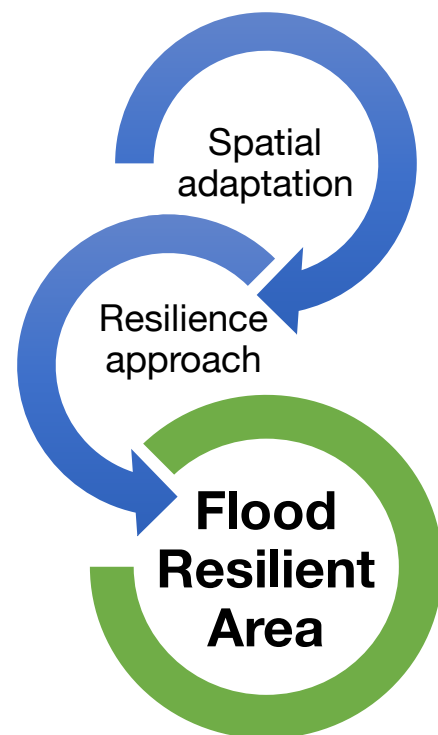 Spatial
adaptation
Resilience
approach
Flood
Resilient
Area